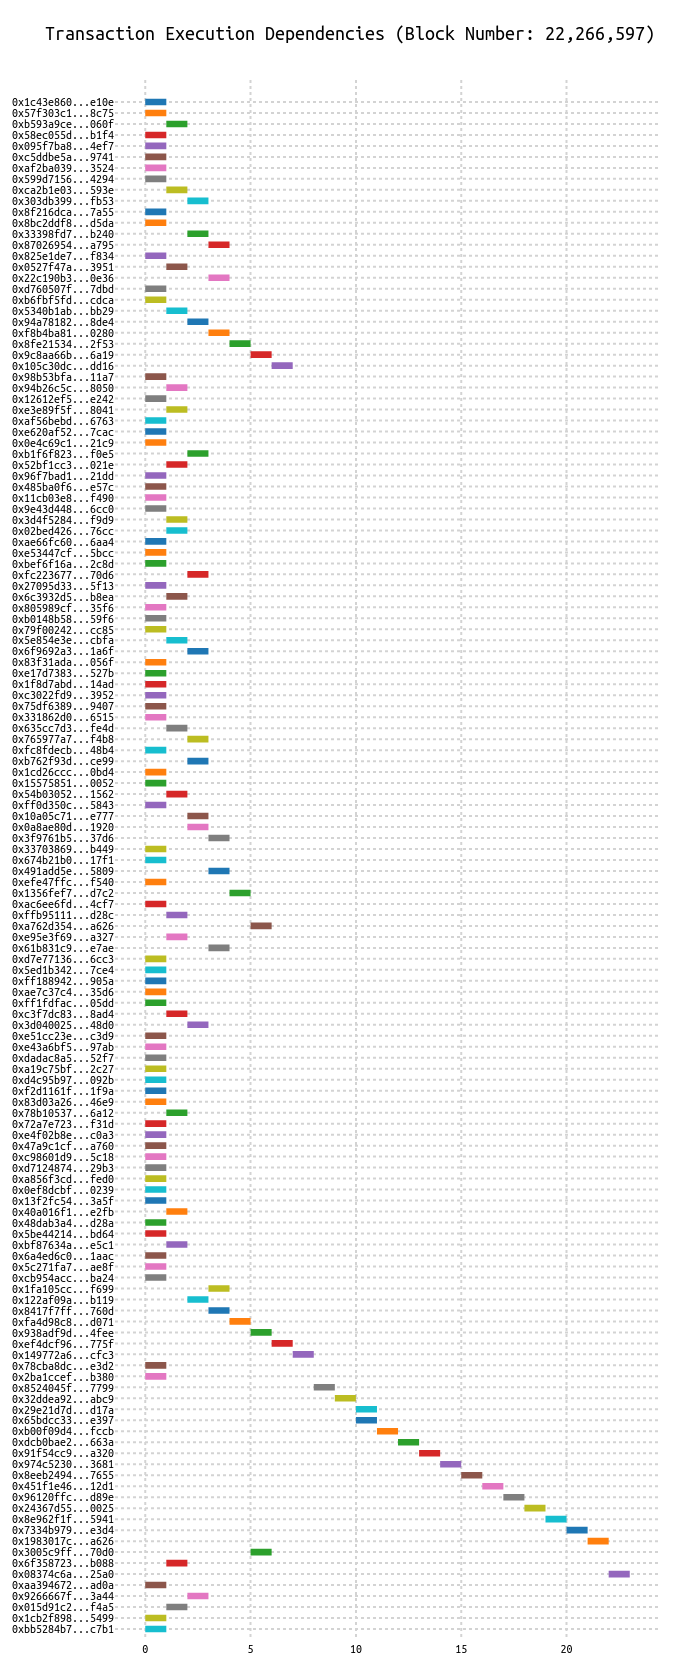 Transaction Execution Dependencies (Block Number: 22,266,597)
0x1c43e860...e10e
0x57f303c1...8c75
0xb593a9ce...060f
0x58ec055d...b1f4
0x095f7ba8...4ef7
0xc5ddbe5a...9741
0xaf2ba039...3524
0x599d7156...4294
0xca2b1e03...593e
0x303db399...fb53
0x8f216dca...7a55
0x8bc2ddf8...d5da
0x33398fd7...b240
0x87026954...a795
0x825e1de7...f834
0x0527f47a...3951
0x22c190b3...0e36
0xd760507f...7dbd
0xb6fbf5fd...cdca
0x5340b1ab...bb29
0x94a78182...8de4
0xf8b4ba81...0280
0x8fe21534...2f53
0x9c8aa66b...6a19
0x105c30dc...dd16
0x98b53bfa...11a7
0x94b26c5c...8050
0x12612ef5...e242
0xe3e89f5f...8041
0xaf56bebd...6763
0xe620af52...7cac
0x0e4c69c1...21c9
0xb1f6f823...f0e5
0x52bf1cc3...021e
0x96f7bad1...21dd
0x485ba0f6...e57c
0x11cb03e8...f490
0x9e43d448...6cc0
0x3d4f5284...f9d9
0x02bed426...76cc
0xae66fc60...6aa4
0xe53447cf...5bcc
0xbef6f16a...2c8d
0xfc223677...70d6
0x27095d33...5f13
0x6c3932d5...b8ea
0x805989cf...35f6
0xb0148b58...59f6
0x79f00242...cc85
0x5e854e3e...cbfa
0x6f9692a3...1a6f
0x83f31ada...056f
0xe17d7383...527b
0x1f8d7abd...14ad
0xc3022fd9...3952
0x75df6389...9407
0x331862d0...6515
0x635cc7d3...fe4d
0x765977a7...f4b8
0xfc8fdecb...48b4
0xb762f93d...ce99
0x1cd26ccc...0bd4
0x15575851...0052
0x54b03052...1562
0xff0d350c...5843
0x10a05c71...e777
0x0a8ae80d...1920
0x3f9761b5...37d6
0x33703869...b449
0x674b21b0...17f1
0x491add5e...5809
0xefe47ffc...f540
0x1356fef7...d7c2
0xac6ee6fd...4cf7
0xffb95111...d28c
0xa762d354...a626
0xe95e3f69...a327
0x61b831c9...e7ae
0xd7e77136...6cc3
0x5ed1b342...7ce4
0xff188942...905a
0xae7c37c4...35d6
0xff1fdfac...05dd
0xc3f7dc83...8ad4
0x3d040025...48d0
0xe51cc23e...c3d9
0xe43a6bf5...97ab
0xdadac8a5...52f7
0xa19c75bf...2c27
0xd4c95b97...092b
0xf2d1161f...1f9a
0x83d03a26...46e9
0x78b10537...6a12
0x72a7e723...f31d
0xe4f02b8e...c0a3
0x47a9c1cf...a760
0xc98601d9...5c18
0xd7124874...29b3
0xa856f3cd...fed0
0x0ef8dcbf...0239
0x13f2fc54...3a5f
0x40a016f1...e2fb
0x48dab3a4...d28a
0x5be44214...bd64
0xbf87634a...e5c1
0x6a4ed6c0...1aac
0x5c271fa7...ae8f
0xcb954acc...ba24
0x1fa105cc...f699
0x122af09a...b119
0x8417f7ff...760d
0xfa4d98c8...d071
0x938adf9d...4fee
0xef4dcf96...775f
0x149772a6...cfc3
0x78cba8dc...e3d2
0x2ba1ccef...b380
0x8524045f...7799
0x32ddea92...abc9
0x29e21d7d...d17a
0x65bdcc33...e397
0xb00f09d4...fccb
0xdcb0bae2...663a
0x91f54cc9...a320
0x974c5230...3681
0x8eeb2494...7655
0x451f1e46...12d1
0x96120ffc...d89e
0x24367d55...0025
0x8e962f1f...5941
0x7334b979...e3d4
0x1983017c...a626
0x3005c9ff...70d0
0x6f358723...b088
0x08374c6a...25a0
0xaa394672...ad0a
0x9266667f...3a44
0x015d91c2...f4a5
0x1cb2f898...5499
0xbb5284b7...c7b1
0 5 10 15 20